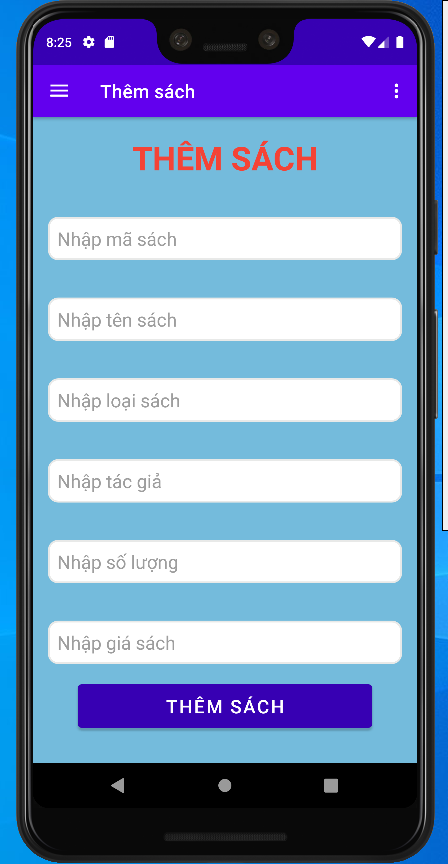 8:25
Thêm sách
THÊM SÁCH
Nhập mã sách
Nhập tên sách
Nhập loại sách
Nhập tác giả
Nhập số lượng
Nhập giá sách
THÊM SÁCH